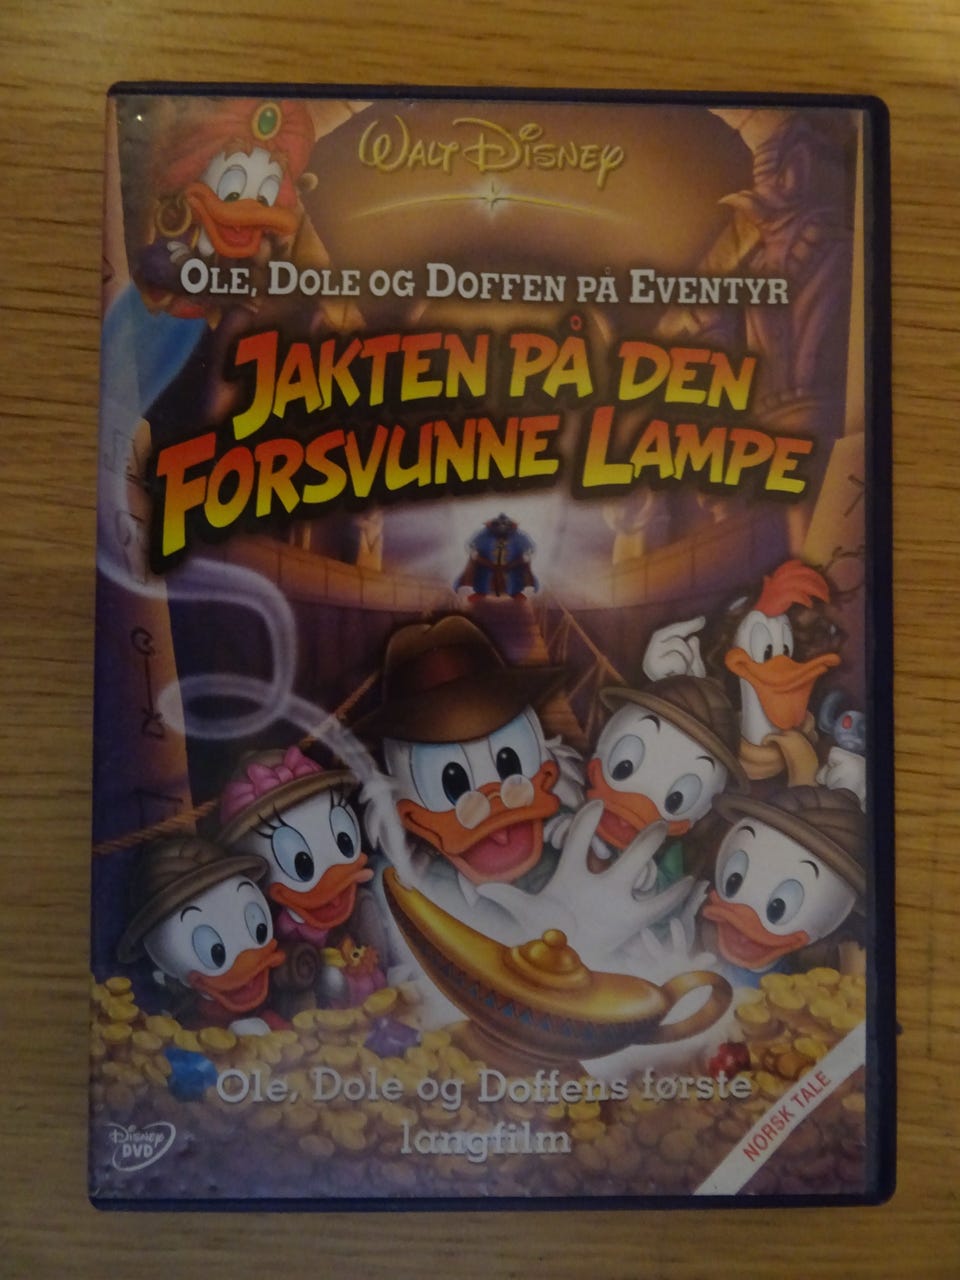 WALT DISNEY
OLE, DOLE OG DOFFEN PÅ EVENTYR
JAKTEN PÅ DEN
FORSVUNNE LAMPE
Ole, Dole og Doffens første
langfilm
NORSK TALE
DISNEY
DVD